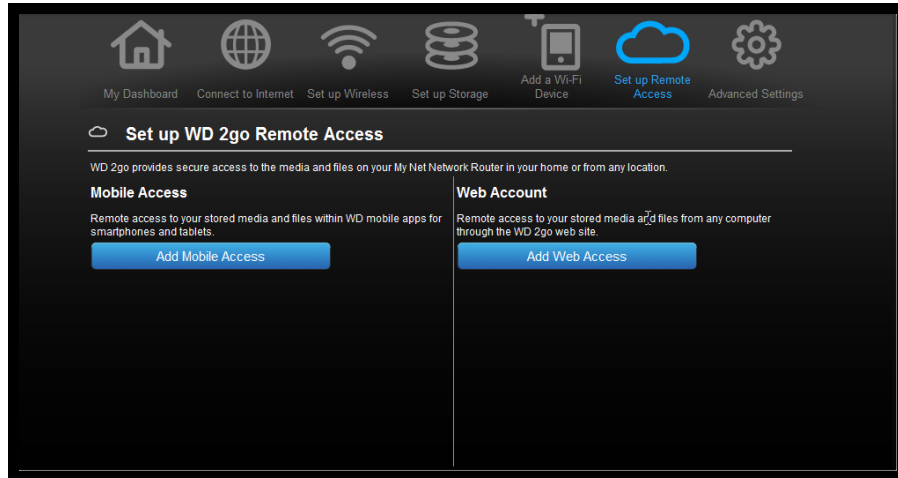 My Dashboard
Connect to Internet
Set up Wireless
Set up Storage
Add a Wi-Fi
Device
Set up Remote
Access
Advanced Settings
Set up WD 2go Remote Access
WD 2go provides secure access to the media and files on your My Net Network Router in your home or from any location.
Mobile Access
Remote access to your stored media and files within WD mobile apps for
smartphones and tablets.
Add Mobile Access
Web Account
Remote access to your stored media and files from any computer
through the WD 2go web site.
Add Web Access